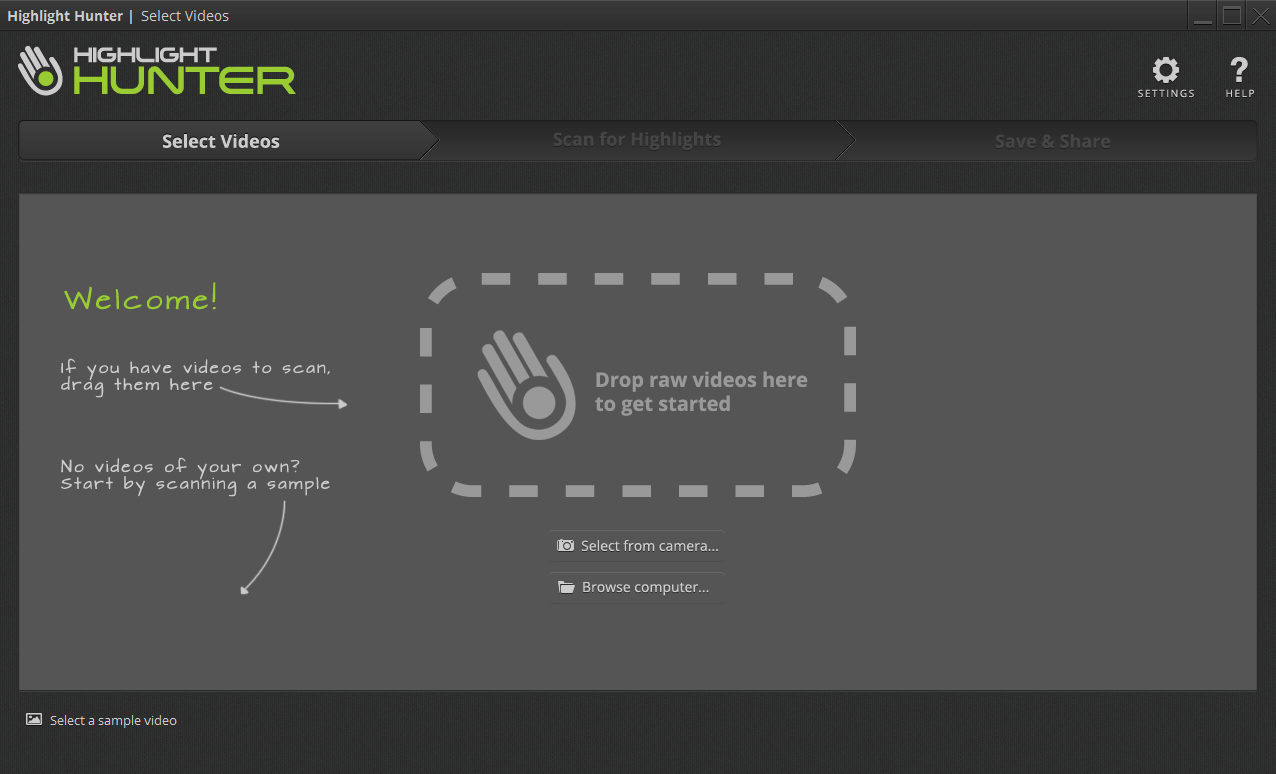 Highlight Hunter | Select Videos
HIGHLIGHT
HUNTER
SETTINGS
HELP
Select Videos
Scan for Highlights
Save & Share
Welcome!
If you have videos to scan,
drag them here
Drop raw videos here
to get started
No videos of your own?
Start by scanning a sample
Select from camera...
Browse computer...
Select a sample video